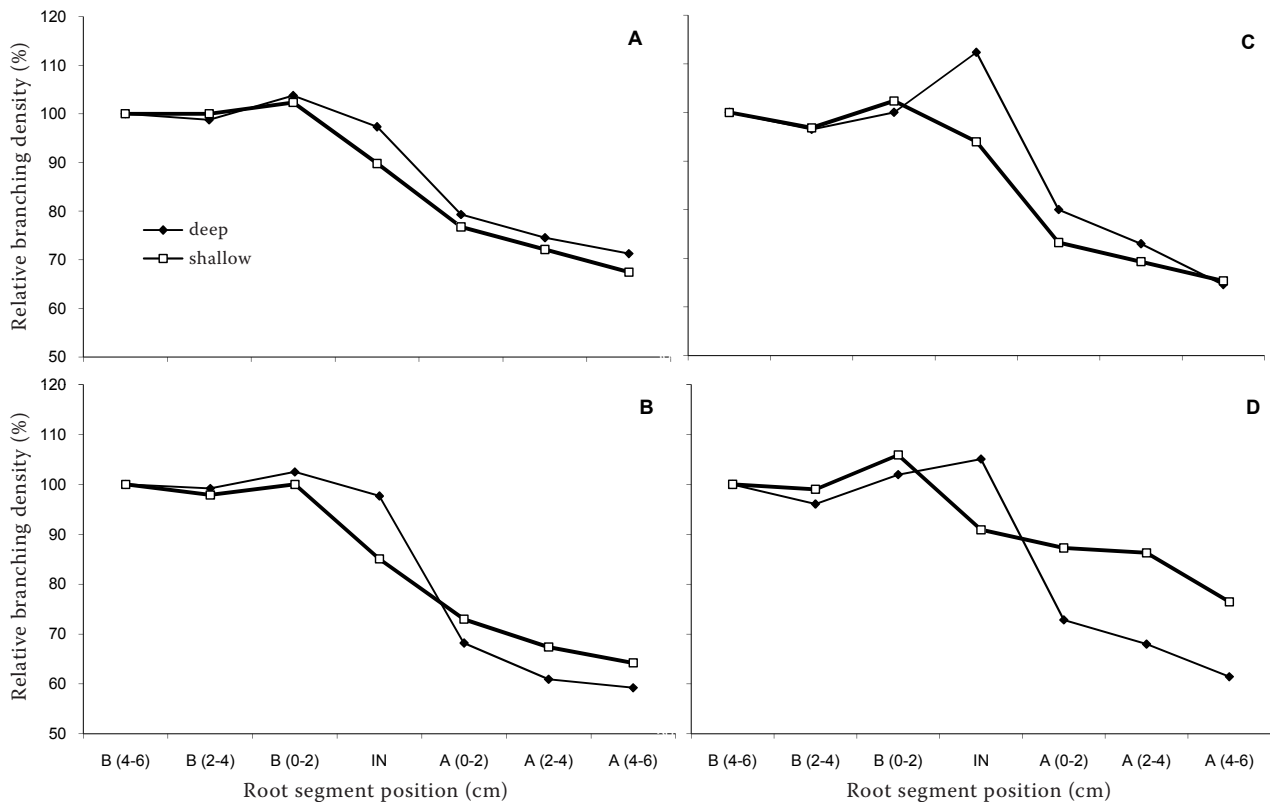 Relative branching density (%)
120
110
100
90
80
70
60
50
A
deep
shallow
C
Relative branching density (%)
120
110
100
90
80
70
60
50
B
D
B (4-6) B (2-4) B (0-2) IN A (0-2) A (2-4) A (4-6)
Root segment position (cm)
B (4-6) B (2-4) B (0-2) IN A (0-2) A (2-4) A (4-6)
Root segment position (cm)